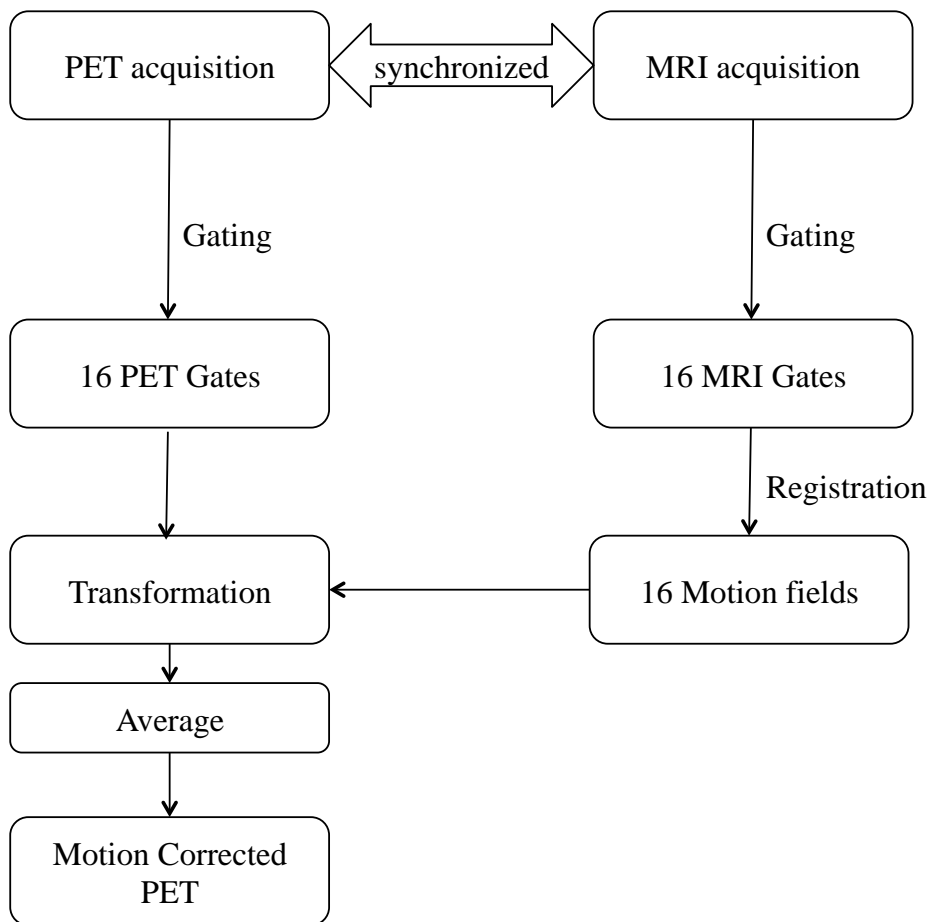 PET acquisition
synchronized
MRI acquisition
Gating
Gating
16 PET Gates
16 MRI Gates
Registration
Transformation
16 Motion fields
Average
Motion Corrected
PET